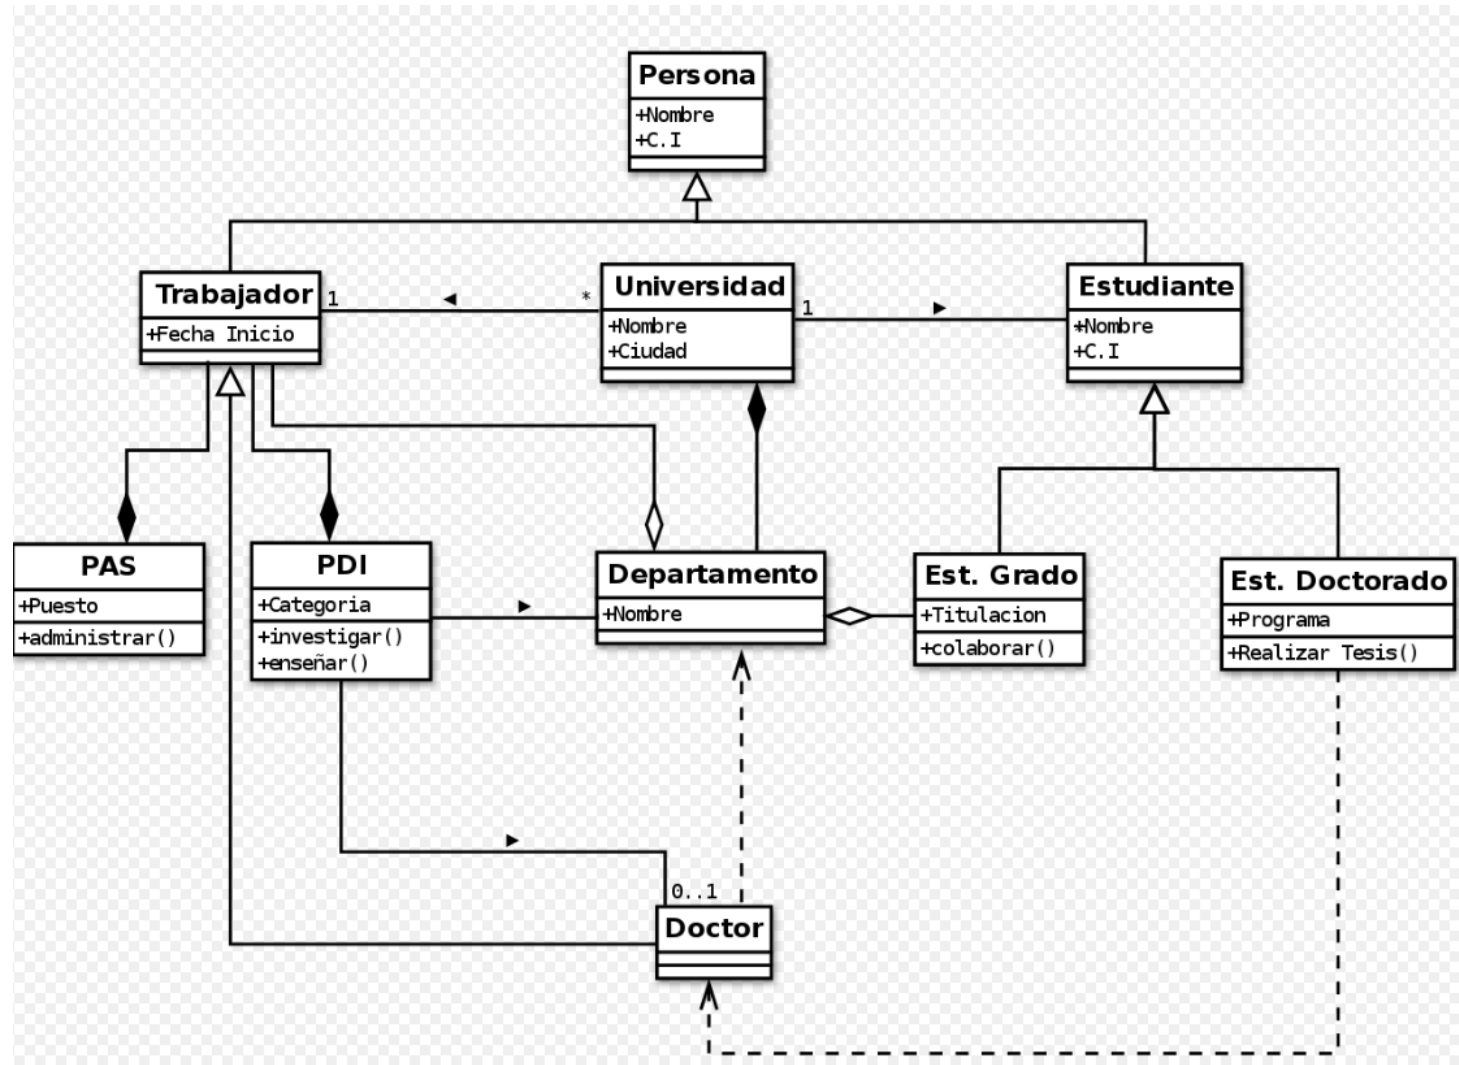 Persona
+Nombre
+C.I
Trabajador
+Fecha Inicio
1
*
Universidad
+Nombre
+Ciudad
1
Estudiante
+Nombre
+C.I
PAS
+Puesto
+administrar()
PDI
+Categoria
+investigar()
+enseñar()
Departamento
+Nombre
Est. Grado
+Titulacion
+colaborar()
Est. Doctorado
+Programa
+Realizar Tesis()
0..1
Doctor